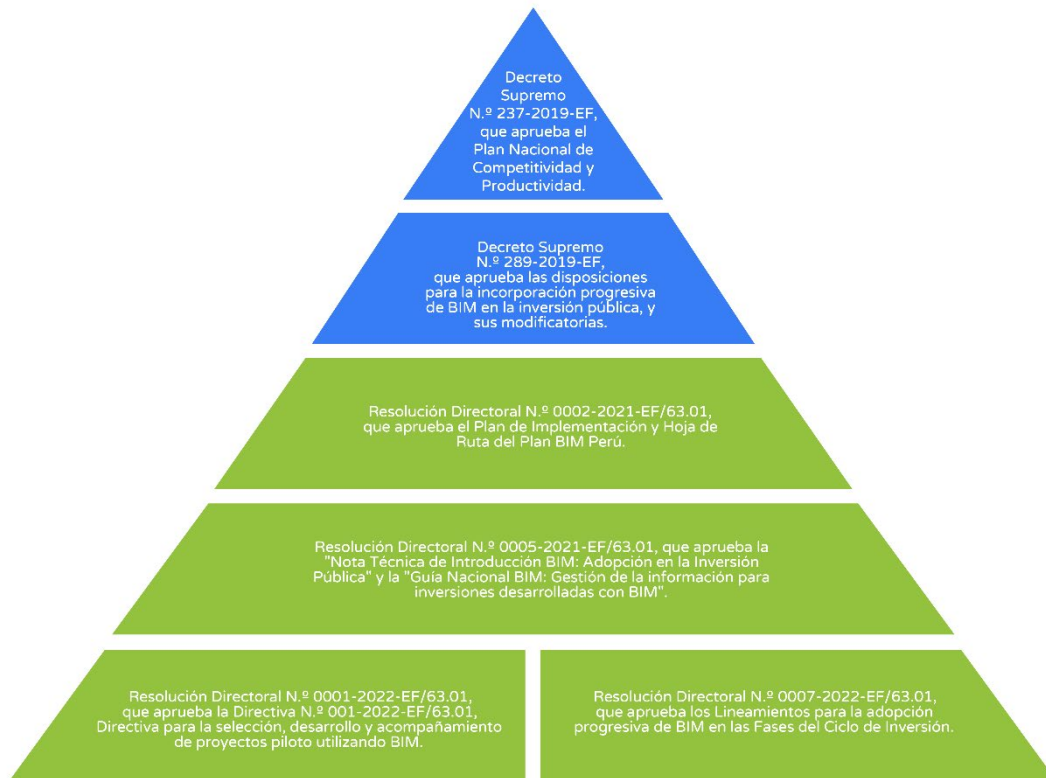 Decreto
Supremo
N.º 237-2019-EF,
que aprueba el
Plan Nacional de
Competitividad y
Productividad.
Decreto Supremo
N.º 289-2019-EF,
que aprueba las disposiciones
para la incorporación progresiva
de BIM en la inversión pública, y
sus modificatorias.
Resolución Directoral N.º 0002-2021-EF/63.01,
que aprueba el Plan de Implementación y Hoja de
Ruta del Plan BIM Perú.
Resolución Directoral N.º 0005-2021-EF/63.01, que aprueba la
"Nota Técnica de Introducción BIM: Adopción en la Inversión
Pública" y la "Guía Nacional BIM: Gestión de la información para
inversiones desarrolladas con BIM".
Resolución Directoral N.º 0001-2022-EF/63.01,
que aprueba la Directiva N.º 001-2022-EF/63.01,
Directiva para la selección, desarrollo y acompañamiento
de proyectos piloto utilizando BIM.
Resolución Directoral N.º 0007-2022-EF/63.01,
que aprueba los Lineamientos para la adopción
progresiva de BIM en las Fases del Ciclo de Inversión.